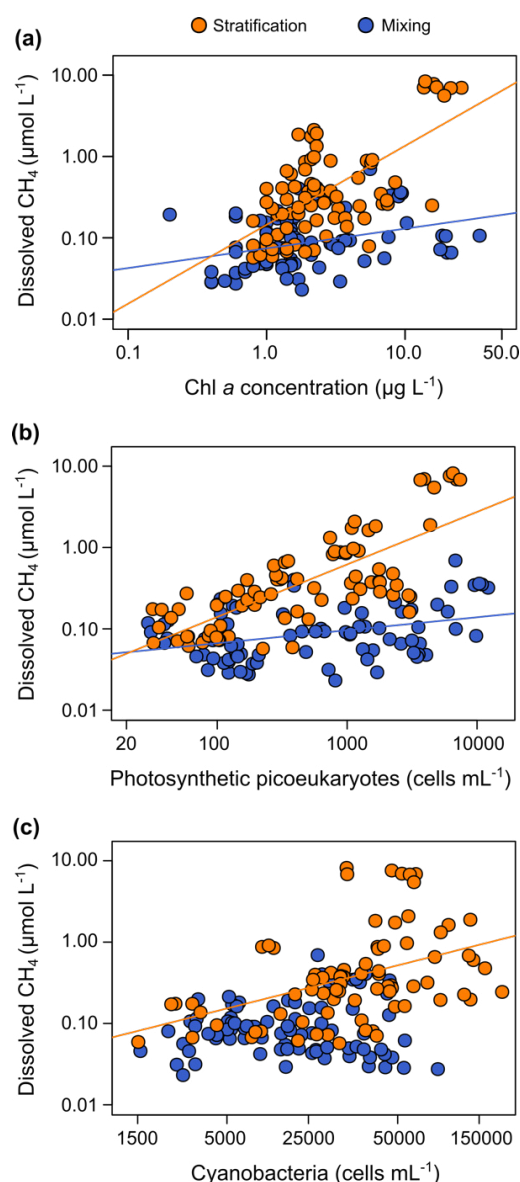 Stratification Mixing
(a)
10.00
1.00
0.10
0.01
Dissolved CH₄ (µmol L⁻¹)
0.1 1.0 10.0 50.0
Chl a concentration (µg L⁻¹)
(b)
10.00
1.00
0.10
0.01
Dissolved CH₄ (µmol L⁻¹)
20 100 1000 10000
Photosynthetic picoeukaryotes (cells mL⁻¹)
(c)
10.00
1.00
0.10
0.01
Dissolved CH₄ (µmol L⁻¹)
1500 5000 25000 50000 150000
Cyanobacteria (cells mL⁻¹)